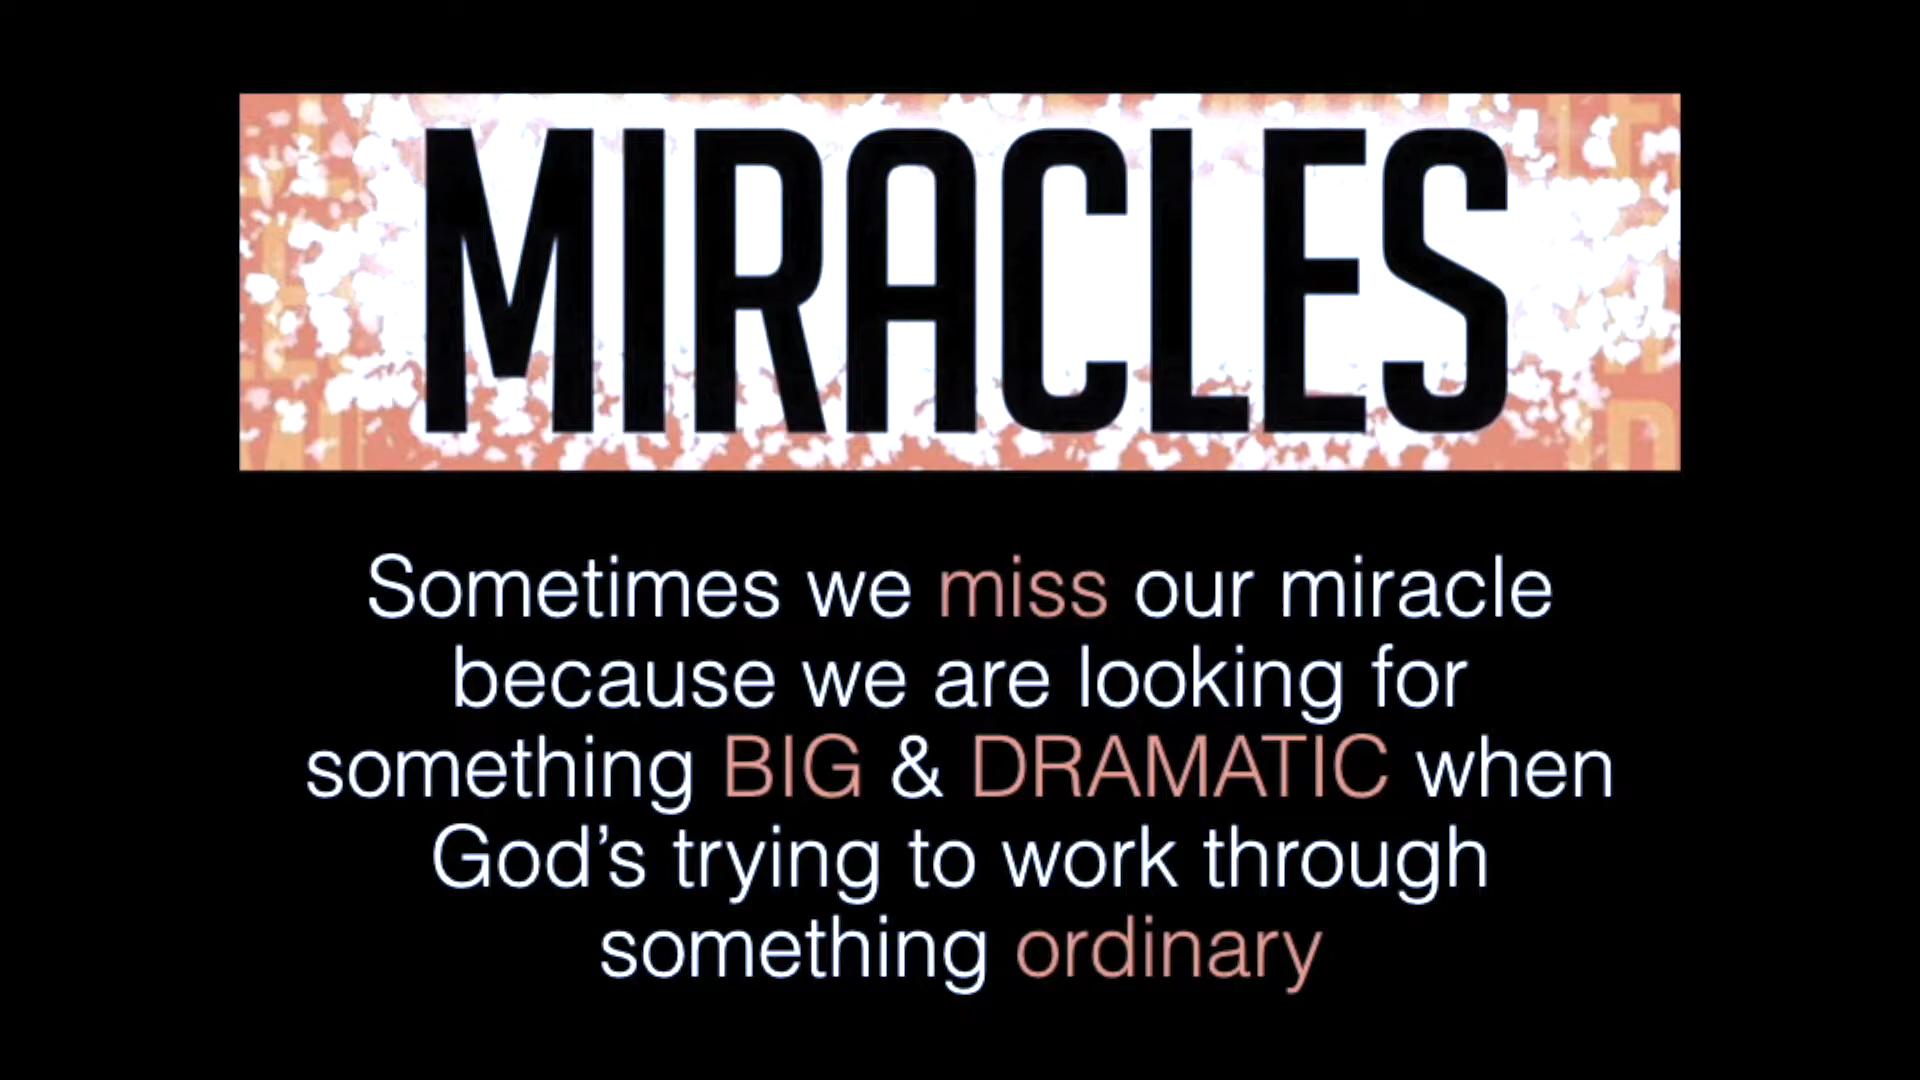 MIRACLES
Sometimes we miss our miracle
because we are looking for
something BIG & DRAMATIC when
God’s trying to work through
something ordinary